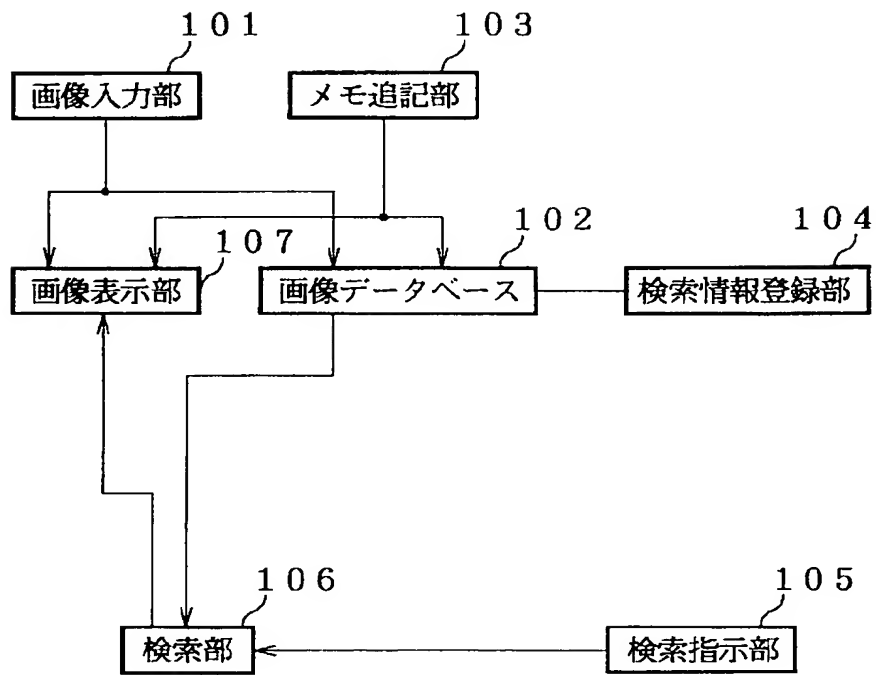 101
103
画像入力部
メモ追記部
107
102
104
画像表示部
画像データベース
検索情報登録部
106
105
検索部
検索指示部